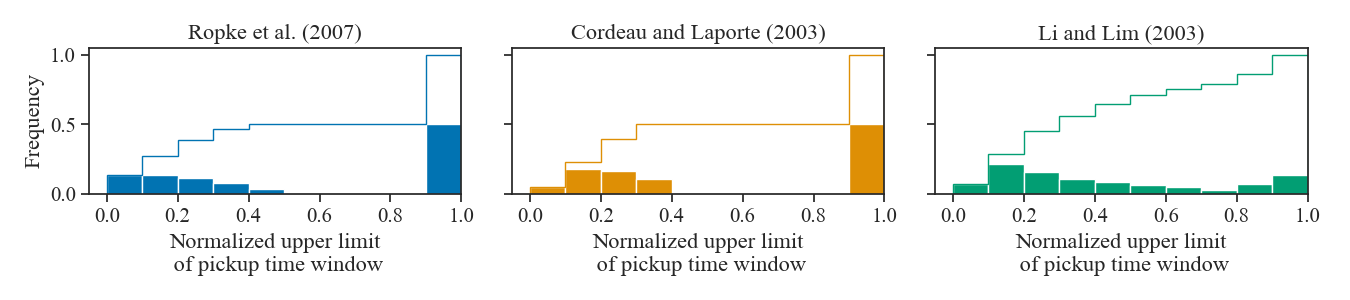 Ropke et al. (2007)
Cordeau and Laporte (2003)
Li and Lim (2003)
Frequency
1.0
0.5
0.0
0.0 0.2 0.4 0.6 0.8 1.0
0.0 0.2 0.4 0.6 0.8 1.0
0.0 0.2 0.4 0.6 0.8 1.0
Normalized upper limit
of pickup time window
Normalized upper limit
of pickup time window
Normalized upper limit
of pickup time window